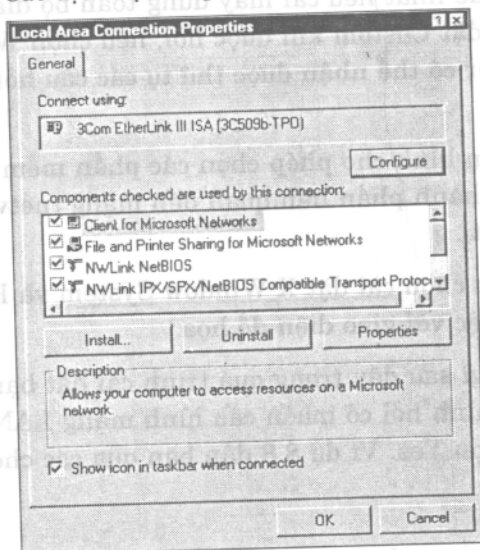 Local Area Connection Properties
General
Connect using:
3Com EtherLink III ISA (3C509b-TPO)
Configure
Components checked are used by this connection:
Client for Microsoft Networks
File and Printer Sharing for Microsoft Networks
NWLink NetBIOS
NWLink IPX/SPX/NetBIOS Compatible Transport Protoc
Install...
Uninstall
Properties
Description
Allows your computer to access resources on a Microsoft
network.
Show icon in taskbar when connected
OK
Cancel